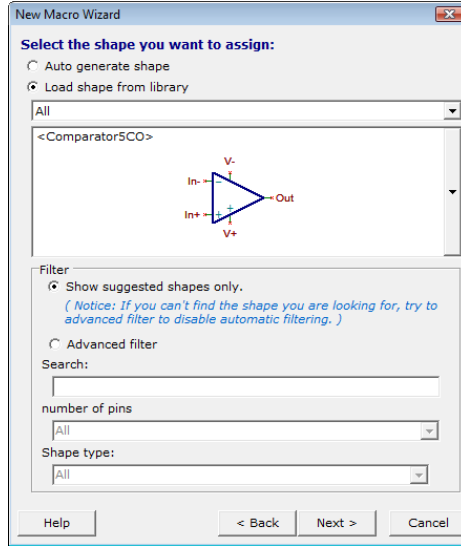 New Macro Wizard
Select the shape you want to assign:
Auto generate shape
Load shape from library
All
<Comparator5CO>
V-
In-
Out
In+
V+
Filter
Show suggested shapes only.
( Notice: If you can't find the shape you are looking for, try to
advanced filter to disable automatic filtering. )
Advanced filter
Search:
number of pins
All
Shape type:
All
Help
< Back
Next >
Cancel